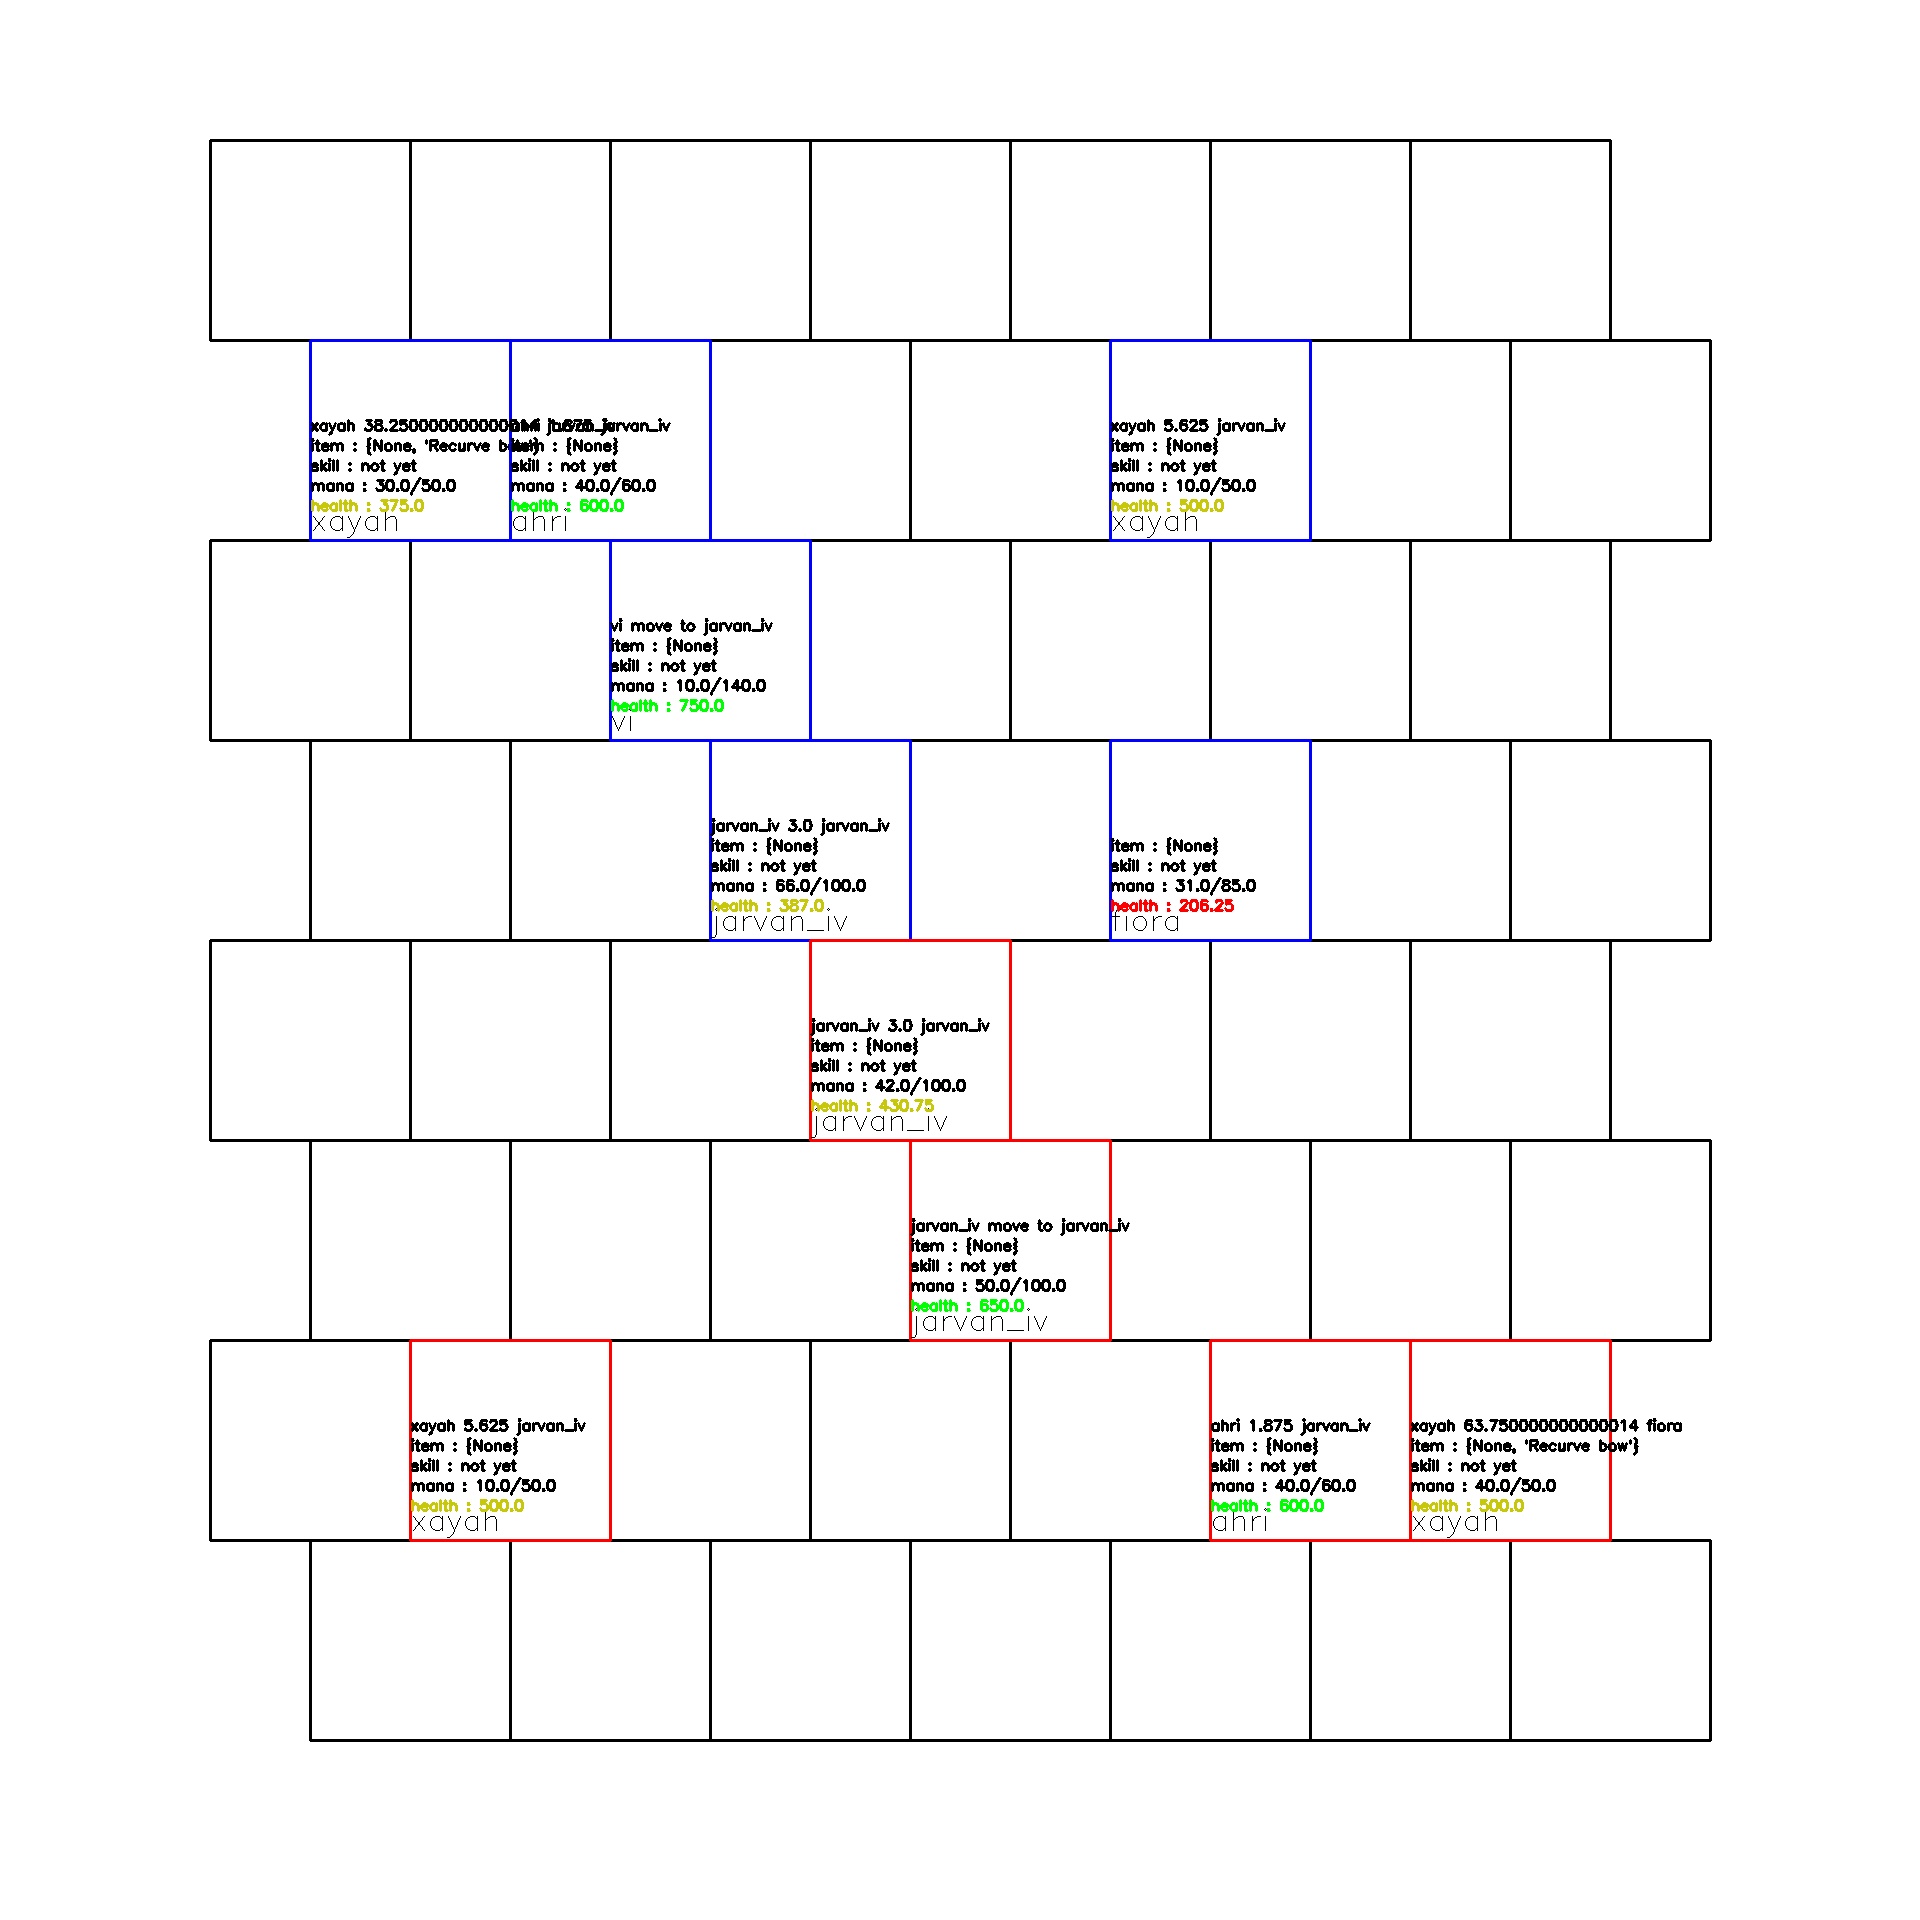 xayah 38.250000000000014 jarvan_iv
item : {None, 'Recurve bow'}
skill : not yet
mana : 30.0/50.0
health : 375.0
xayah
ahri 1.875 jarvan_iv
item : {None}
skill : not yet
mana : 40.0/60.0
health : 600.0
ahri
xayah 5.625 jarvan_iv
item : {None}
skill : not yet
mana : 10.0/50.0
health : 500.0
xayah
vi move to jarvan_iv
item : {None}
skill : not yet
mana : 10.0/140.0
health : 750.0
vi
jarvan_iv 3.0 jarvan_iv
item : {None}
skill : not yet
mana : 66.0/100.0
health : 387.0
jarvan_iv
item : {None}
skill : not yet
mana : 31.0/85.0
health : 206.25
fiora
jarvan_iv 3.0 jarvan_iv
item : {None}
skill : not yet
mana : 42.0/100.0
health : 430.75
jarvan_iv
jarvan_iv move to jarvan_iv
item : {None}
skill : not yet
mana : 50.0/100.0
health : 650.0
jarvan_iv
xayah 5.625 jarvan_iv
item : {None}
skill : not yet
mana : 10.0/50.0
health : 500.0
xayah
ahri 1.875 jarvan_iv
item : {None}
skill : not yet
mana : 40.0/60.0
health : 600.0
ahri
xayah 63.750000000000014 fiora
item : {None, 'Recurve bow'}
skill : not yet
mana : 40.0/50.0
health : 500.0
xayah